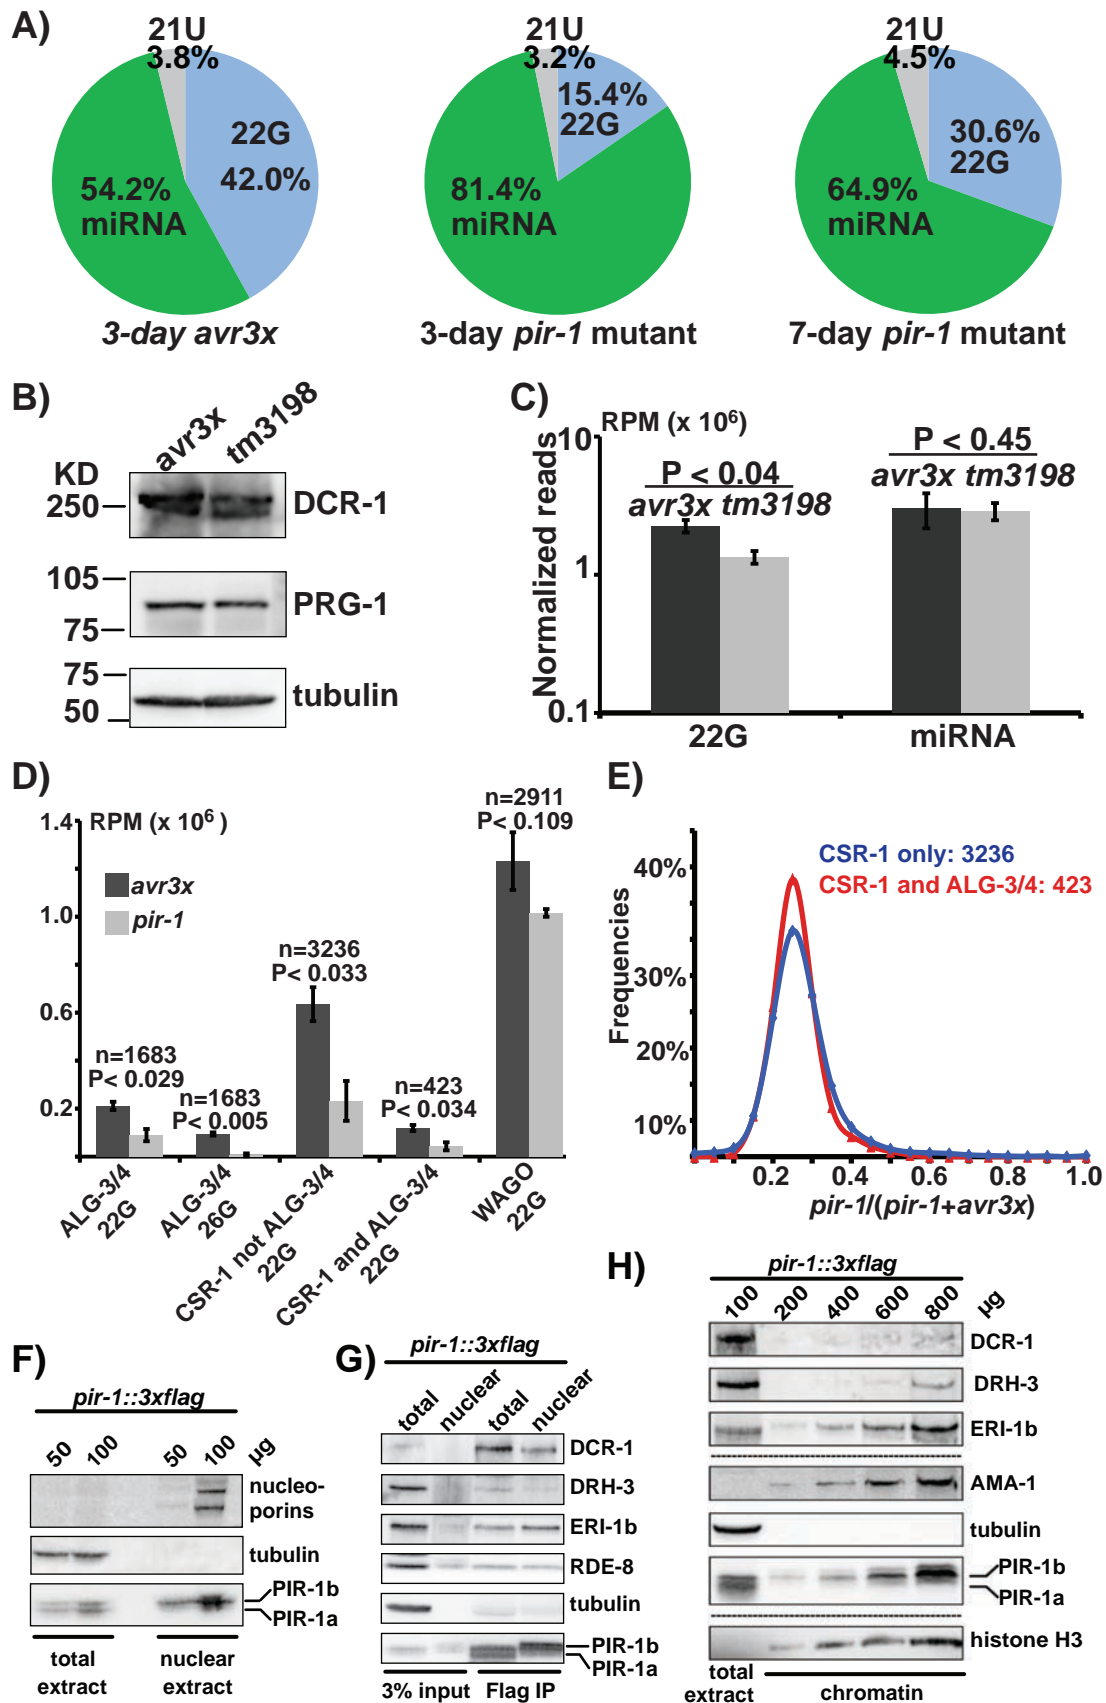 A)
21U
3.8%
22G
42.0%
54.2%
miRNA
3-day avr3x
21U
3.2%
15.4%
22G
81.4%
miRNA
3-day pir-1 mutant
21U
4.5%
30.6%
22G
64.9%
miRNA
7-day pir-1 mutant
B)
avr3x
tm3198
KD
250
DCR-1
105
75
PRG-1
75
50
tubulin
C)
RPM (x 10⁶)
Normalized reads
10
1
0.1
P < 0.04
avr3x tm3198
P < 0.45
avr3x tm3198
22G
miRNA
D)
RPM (x 10⁶ )
1.4
1.0
0.6
0.2
avr3x
pir-1
n=1683
P< 0.029
n=1683
P< 0.005
n=3236
P< 0.033
n=423
P< 0.034
n=2911
P< 0.109
ALG-3/4
22G
ALG-3/4
26G
CSR-1 not ALG-3/4
22G
CSR-1 and ALG-3/4
22G
WAGO
22G
E)
CSR-1 only: 3236
CSR-1 and ALG-3/4: 423
Frequencies
40%
30%
20%
10%
0.2
0.4
0.6
0.8
1.0
pir-1/(pir-1+avr3x)
F)
pir-1::3xflag
50
100
50
100
µg
nucleo-
porins
tubulin
PIR-1b
PIR-1a
total
extract
nuclear
extract
G)
pir-1::3xflag
total
nuclear
total
nuclear
DCR-1
DRH-3
ERI-1b
RDE-8
tubulin
PIR-1b
PIR-1a
3% input
Flag IP
H)
pir-1::3xflag
100
200
400
600
800
µg
DCR-1
DRH-3
ERI-1b
AMA-1
tubulin
PIR-1b
PIR-1a
histone H3
total
extract
chromatin